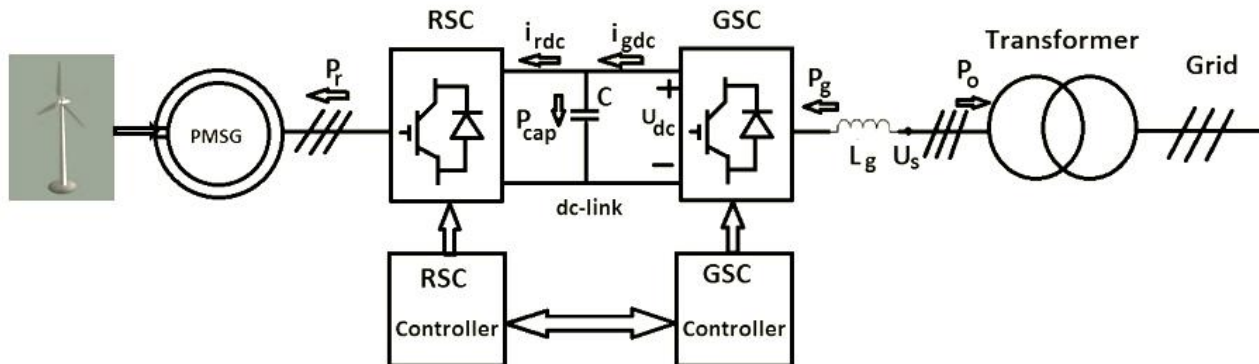 RSC
GSC
Transformer
Grid
i rdc
i gdc
P r
P cap
C
U dc
+
−
P g
P o
PMSG
L g
U s
dc-link
RSC
Controller
GSC
Controller